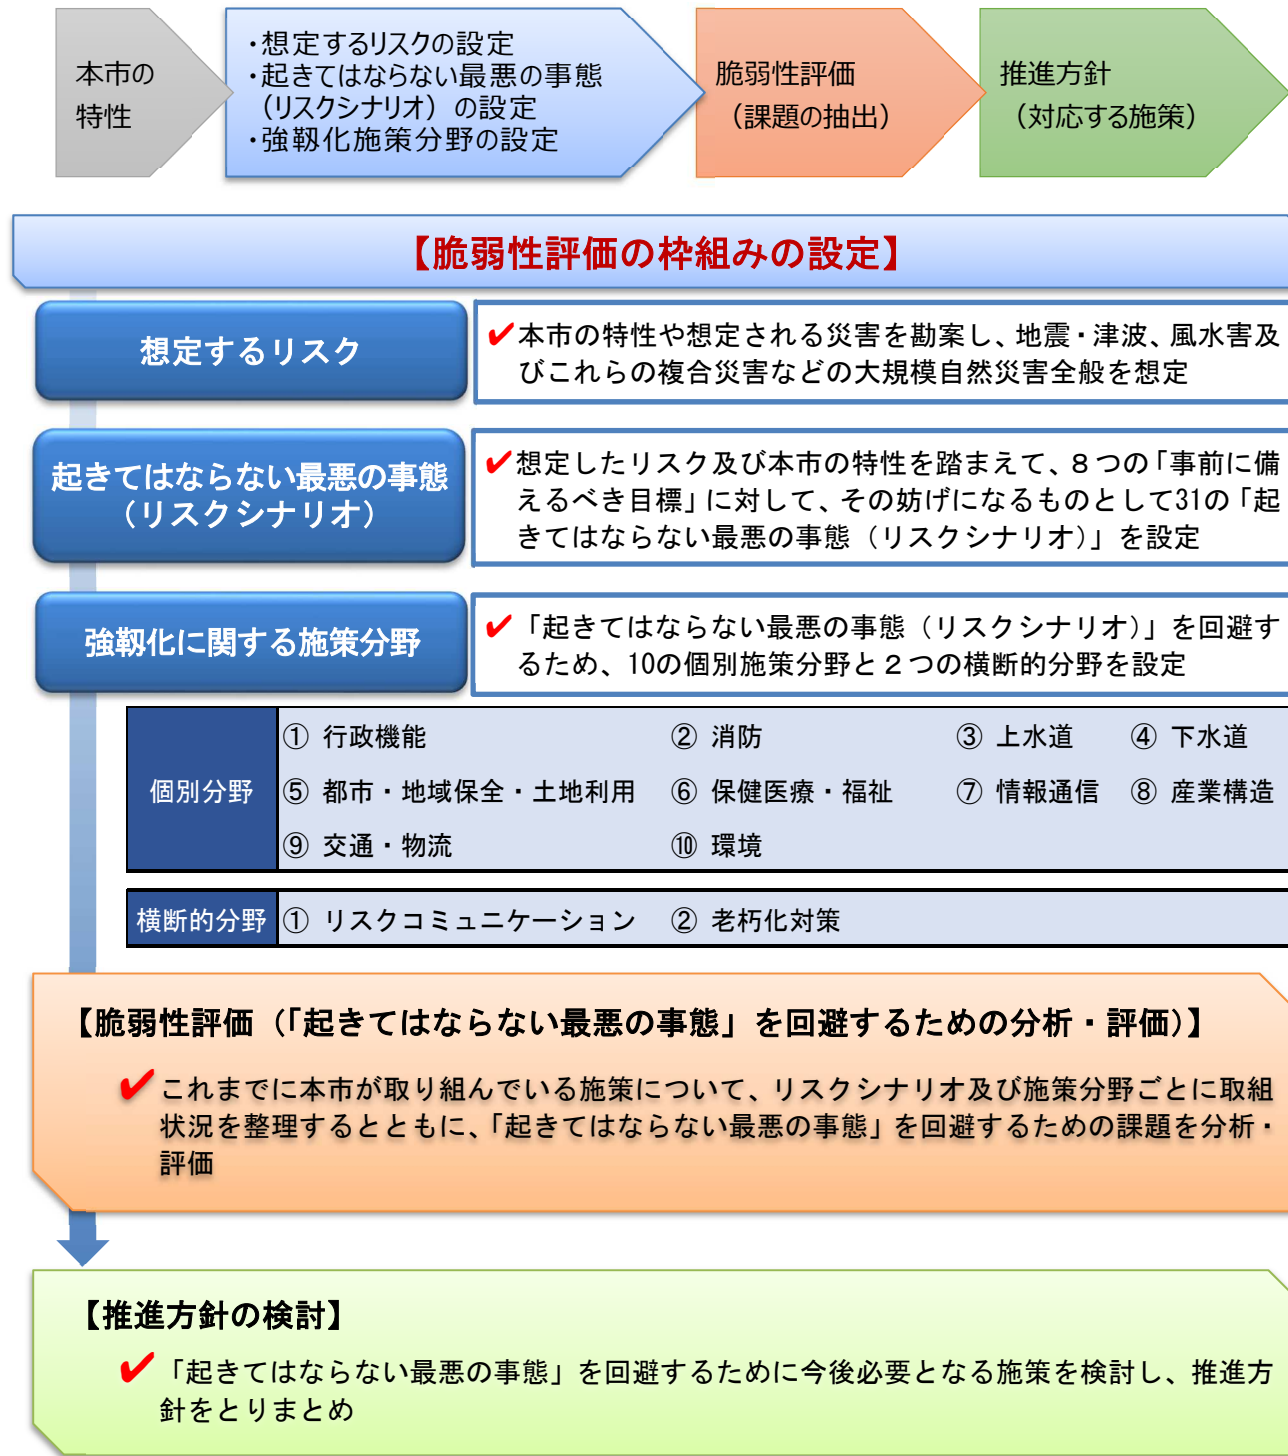 本市の
特性
・想定するリスクの設定
・起きてはならない最悪の事態
（リスクシナリオ）の設定
・強靱化施策分野の設定
脆弱性評価
（課題の抽出）
推進方針
（対応する施策）
【脆弱性評価の枠組みの設定】
想定するリスク
✔本市の特性や想定される災害を勘案し、地震・津波、風水害及
びこれらの複合災害などの大規模自然災害全般を想定
起きてはならない最悪の事態
（リスクシナリオ）
✔想定したリスク及び本市の特性を踏まえて、８つの「事前に備
えるべき目標」に対して、その妨げになるものとして31の「起
きてはならない最悪の事態（リスクシナリオ）」を設定
強靱化に関する施策分野
✔「起きてはならない最悪の事態（リスクシナリオ）」を回避す
るため、10の個別施策分野と２つの横断的分野を設定
個別分野
① 行政機能 ② 消防 ③ 上水道 ④ 下水道
⑤ 都市・地域保全・土地利用 ⑥ 保健医療・福祉 ⑦ 情報通信 ⑧ 産業構造
⑨ 交通・物流 ⑩ 環境
横断的分野 ① リスクコミュニケーション ② 老朽化対策
【脆弱性評価（「起きてはならない最悪の事態」を回避するための分析・評価）】
✔これまでに本市が取り組んでいる施策について、リスクシナリオ及び施策分野ごとに取組
状況を整理するとともに、「起きてはならない最悪の事態」を回避するための課題を分析・
評価
【推進方針の検討】
✔「起きてはならない最悪の事態」を回避するために今後必要となる施策を検討し、推進方
針をとりまとめ